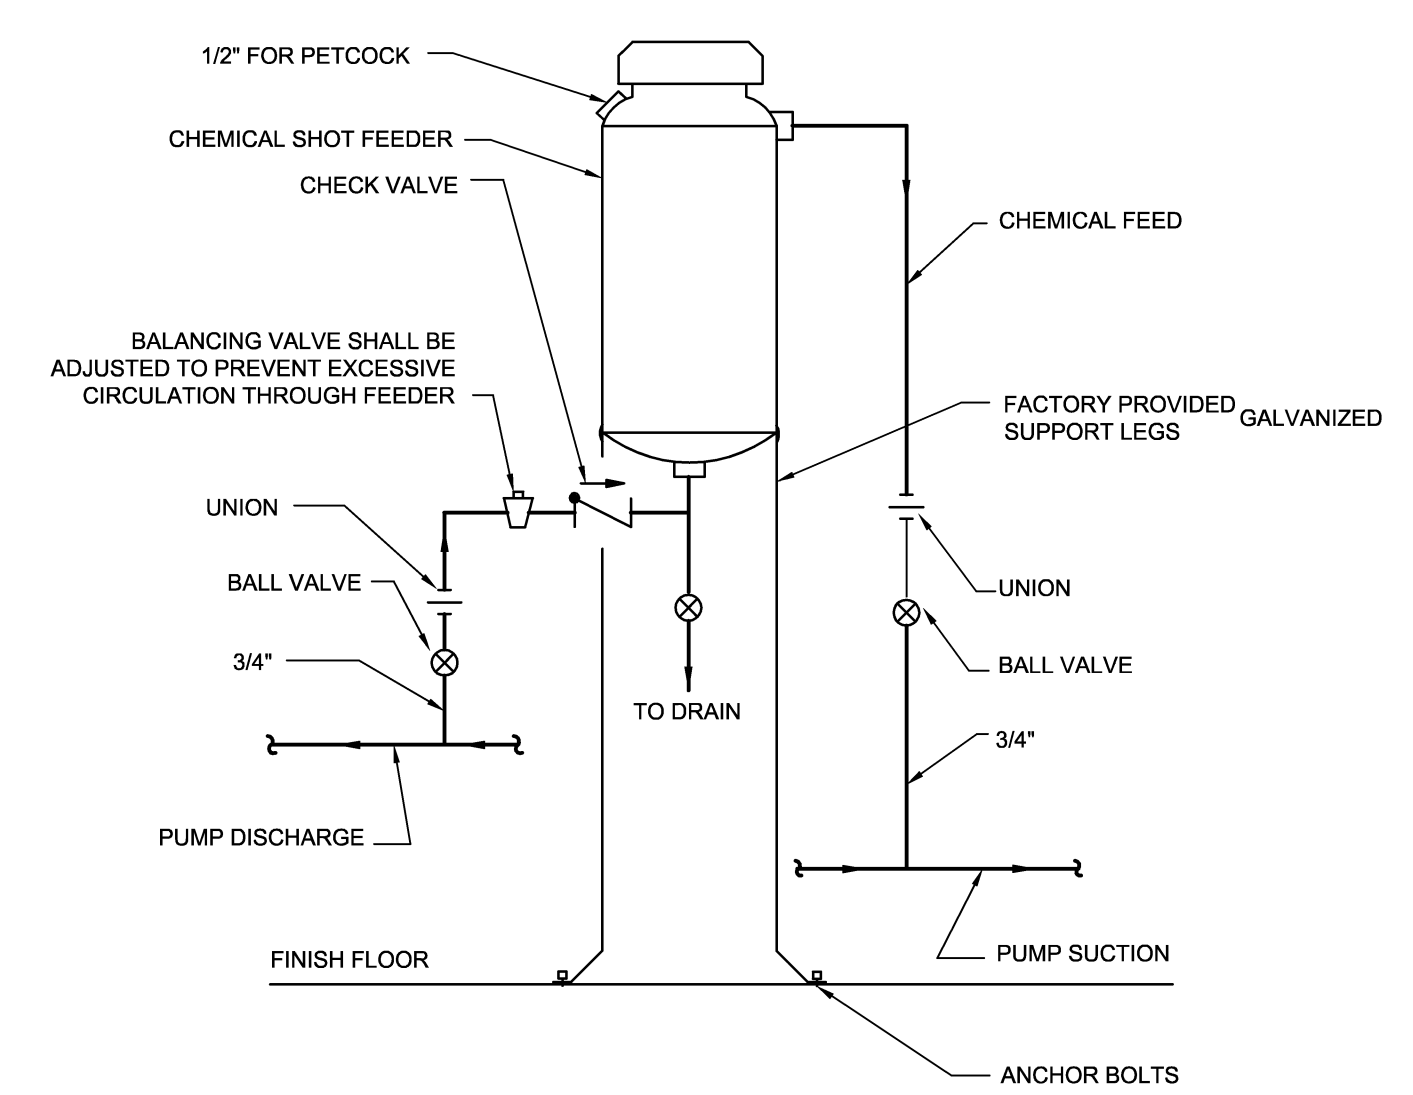 1/2" FOR PETCOCK
CHEMICAL SHOT FEEDER
CHECK VALVE
CHEMICAL FEED
BALANCING VALVE SHALL BE
ADJUSTED TO PREVENT EXCESSIVE
CIRCULATION THROUGH FEEDER
FACTORY PROVIDED GALVANIZED
SUPPORT LEGS
UNION
BALL VALVE
UNION
3/4"
BALL VALVE
TO DRAIN
3/4"
PUMP DISCHARGE
PUMP SUCTION
FINISH FLOOR
ANCHOR BOLTS